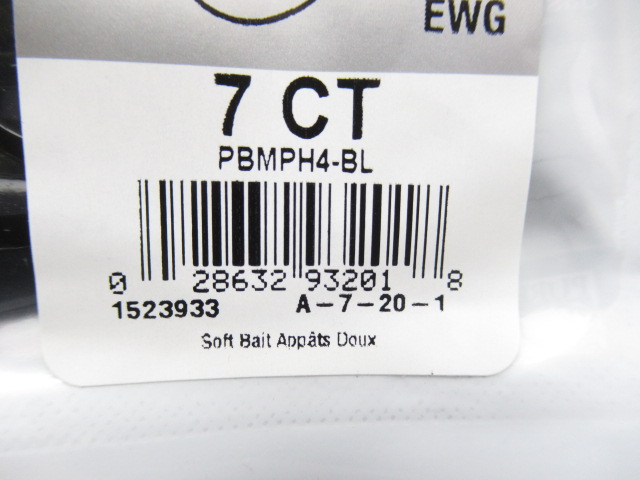 EWG
7 CT
PBMPH4-BL
0 28632 93201 8
1523933 A-7-20-1
Soft Bait Appâts Doux